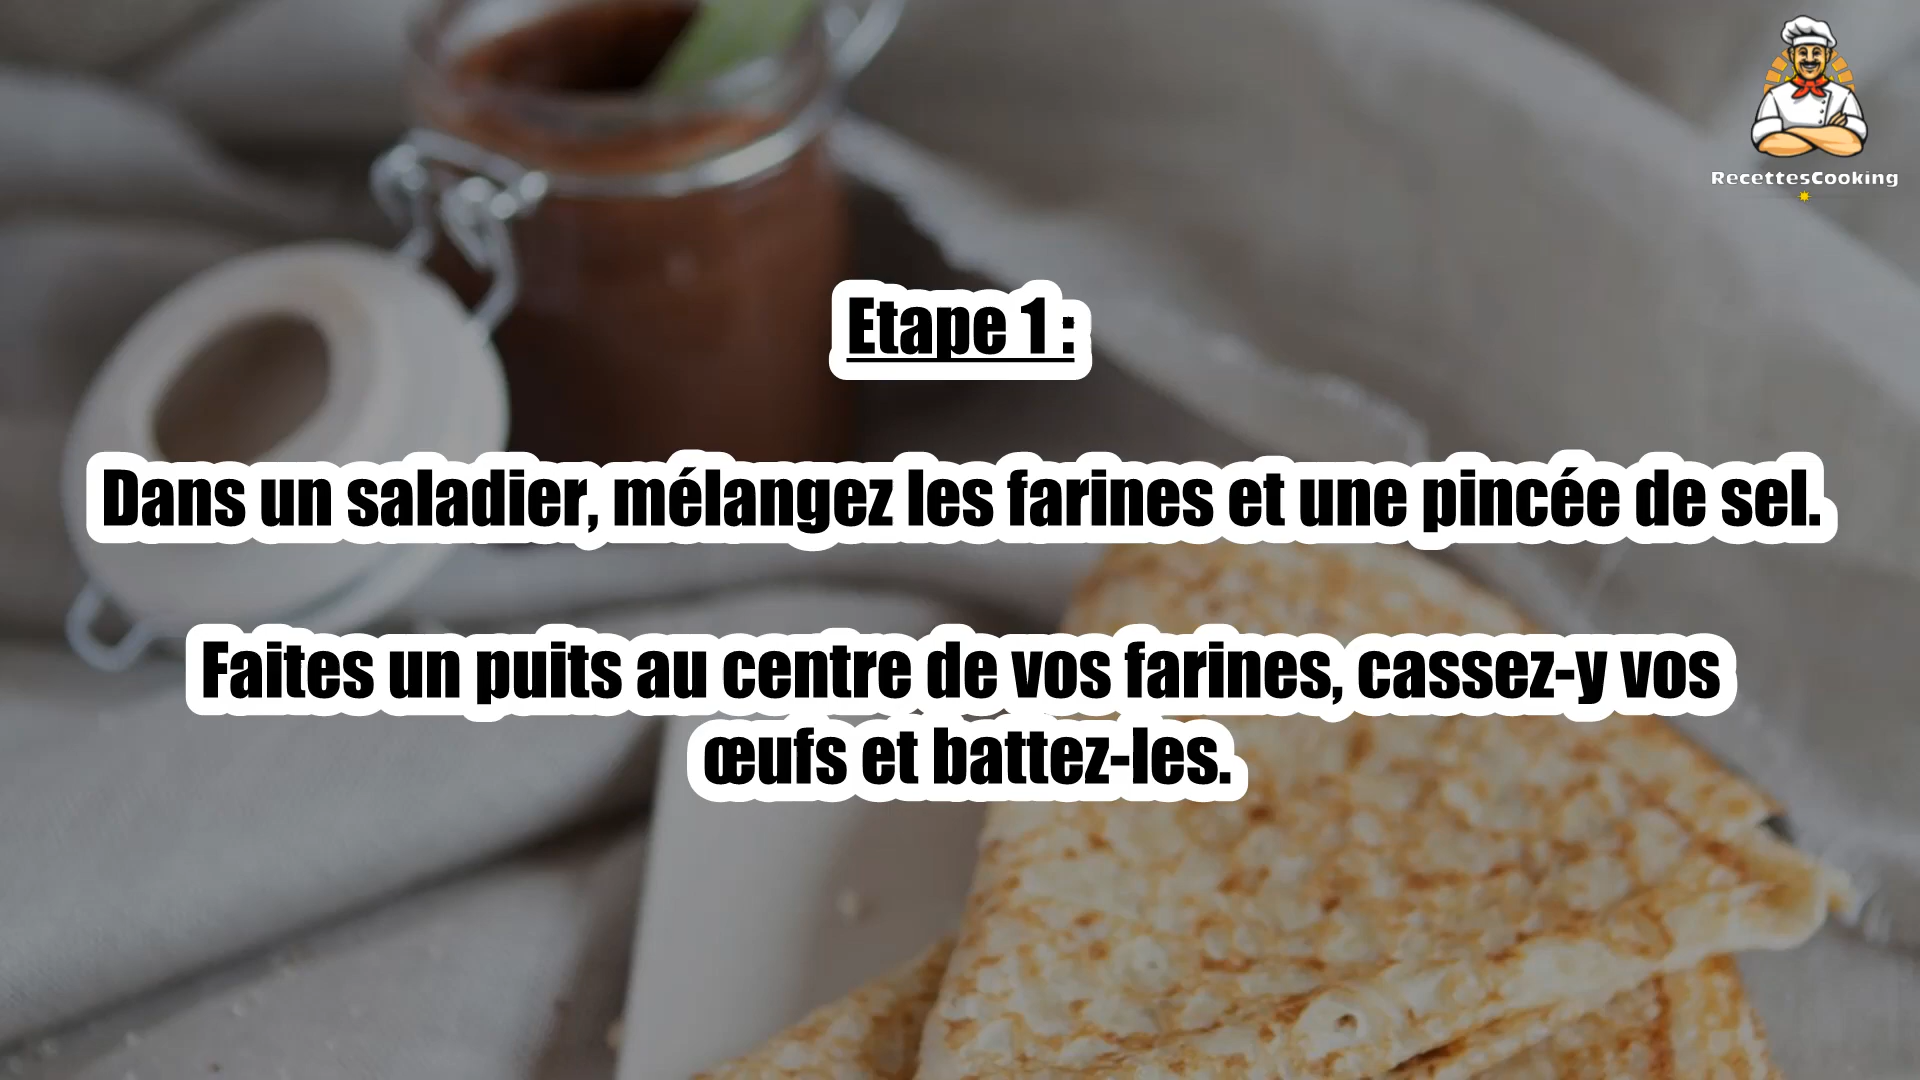 RecettesCooking
Etape 1 :
Dans un saladier, mélangez les farines et une pincée de sel.
Faites un puits au centre de vos farines, cassez-y vos
œufs et battez-les.